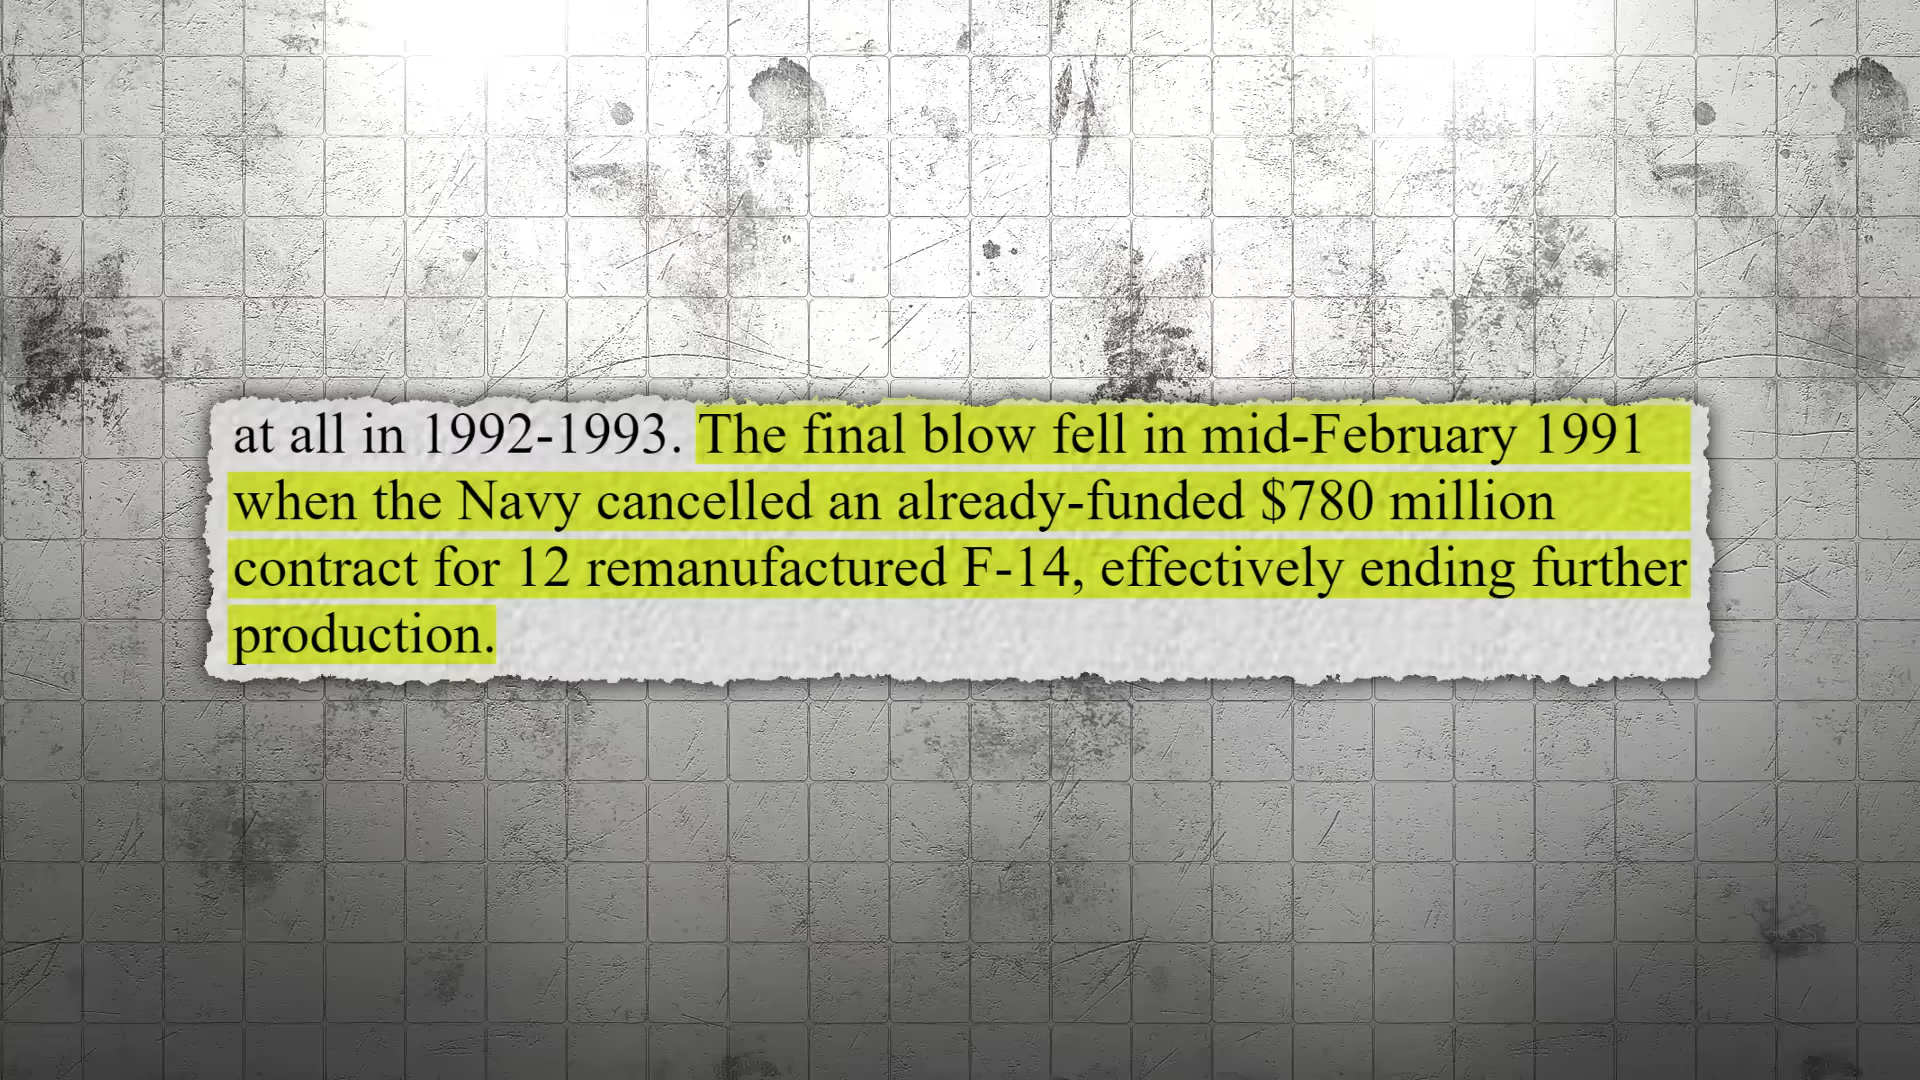 at all in 1992-1993. The final blow fell in mid-February 1991
when the Navy cancelled an already-funded $780 million
contract for 12 remanufactured F-14, effectively ending further
production.